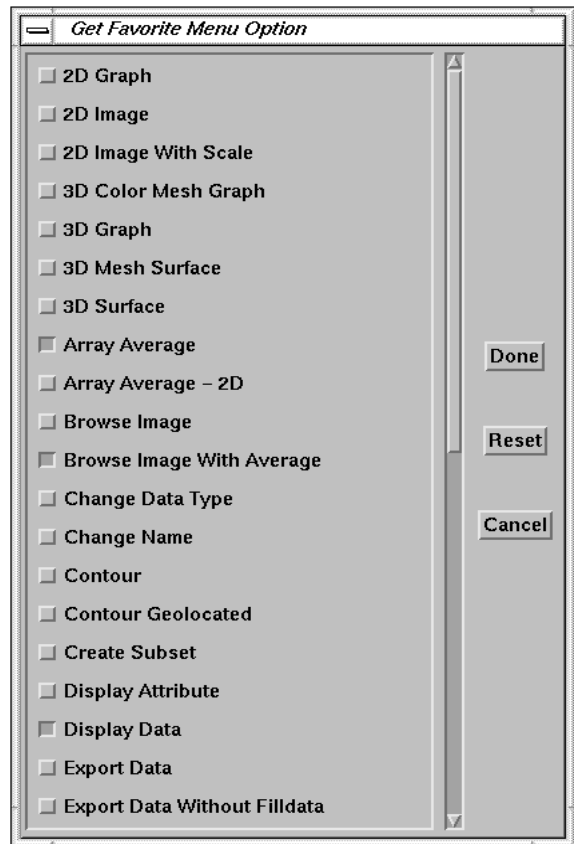 Get Favorite Menu Option
2D Graph
2D Image
2D Image With Scale
3D Color Mesh Graph
3D Graph
3D Mesh Surface
3D Surface
Array Average
Array Average – 2D
Browse Image
Browse Image With Average
Change Data Type
Change Name
Contour
Contour Geolocated
Create Subset
Display Attribute
Display Data
Export Data
Export Data Without Filldata
Done
Reset
Cancel